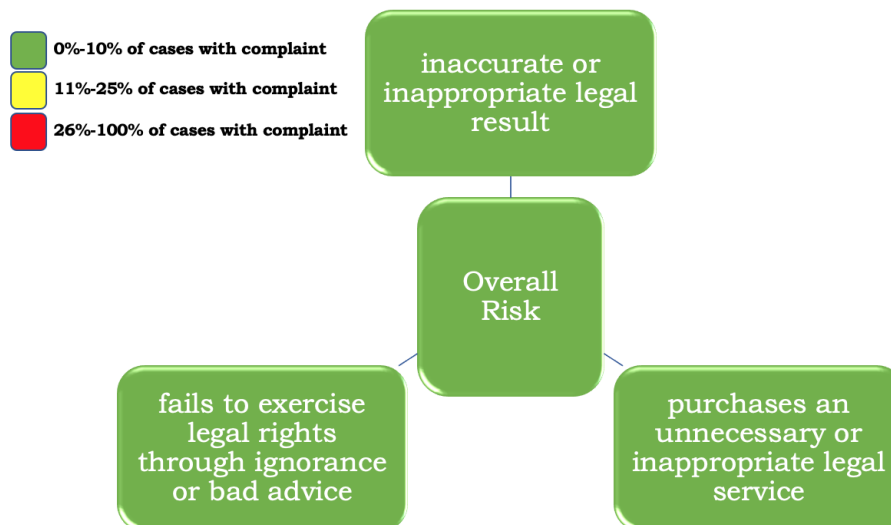 0%-10% of cases with complaint
11%-25% of cases with complaint
26%-100% of cases with complaint
inaccurate or
inappropriate legal
result
Overall
Risk
fails to exercise
legal rights
through ignorance
or bad advice
purchases an
unnecessary or
inappropriate legal
service